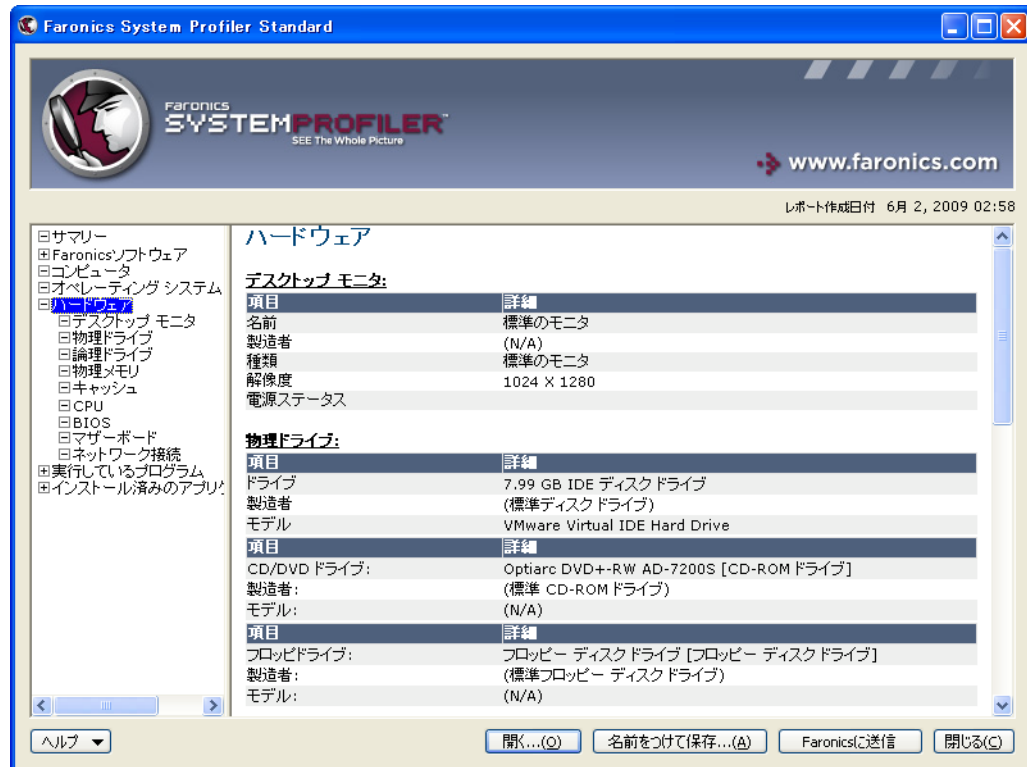 Faronics System Profiler Standard
Faronics
SYSTEMPROFILER™
SEE The Whole Picture
www.faronics.com
レポート作成日付 6月 2, 2009 02:58
サマリー
Faronicsソフトウェア
コンピュータ
オペレーティング システム
ハードウェア
デスクトップ モニタ
物理ドライブ
論理ドライブ
物理メモリ
キャッシュ
CPU
BIOS
マザーボード
ネットワーク接続
実行しているプログラム
インストール済みのアプリケ
ハードウェア
デスクトップ モニタ:
項目 詳細
名前 標準のモニタ
製造者 (N/A)
種類 標準のモニタ
解像度 1024 X 1280
電源ステータス
物理ドライブ:
項目 詳細
ドライブ 7.99 GB IDE ディスク ドライブ
製造者 (標準ディスク ドライブ)
モデル VMware Virtual IDE Hard Drive
項目 詳細
CD/DVD ドライブ: Optiarc DVD+-RW AD-7200S [CD-ROM ドライブ]
製造者: (標準 CD-ROM ドライブ)
モデル: (N/A)
項目 詳細
フロッピドライブ: フロッピー ディスク ドライブ [フロッピー ディスク ドライブ]
製造者: (標準フロッピー ディスク ドライブ)
モデル: (N/A)
ヘルプ
開く...(O)
名前をつけて保存...(A)
Faronicsに送信
閉じる(C)